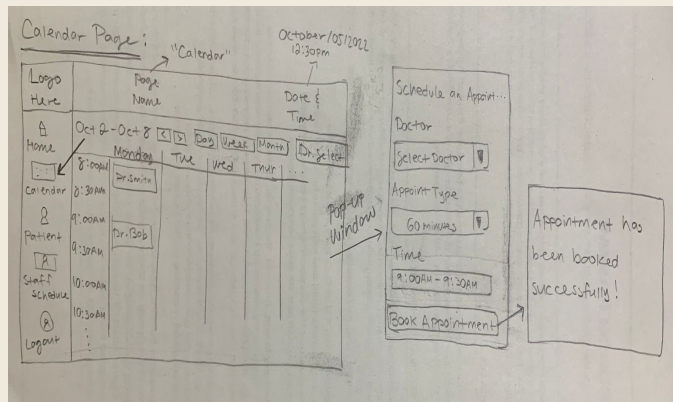 Calendar Page:
"Calendar"
October/05/2022
12:30pm
Logo
Here
Page
Name
Date &
Time
Home
Calendar
Patient
Staff
Schedule
Logout
Oct 2 - Oct 8 < > Day Week Month Dr. Select
Monday Tue Wed Thur ...
8:00AM
Dr. Smith
8:30AM
9:00AM
Dr. Bob
9:30AM
10:00AM
10:30AM
Pop-up
Window
Schedule an Appoint...
Doctor
Select Doctor
Appoint Type
60 minutes
Time
9:00AM - 9:30AM
Book Appointment
Appointment has
been booked
successfully!